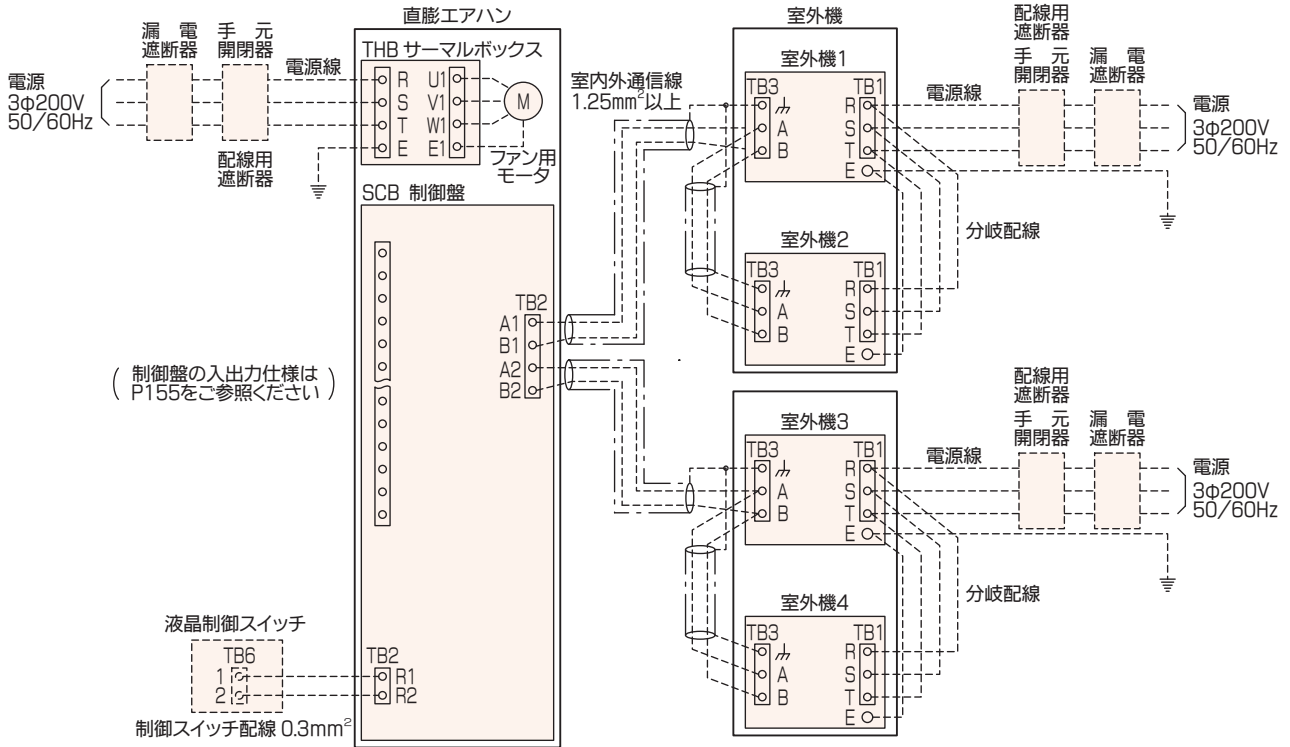 直膨エアハン
漏 電
遮断器
手 元
開閉器
電源線
電源
3φ200V
50/60Hz
配線用
遮断器
THB サーマルボックス
R U1
S V1
T W1
E E1
M
ファン用
モータ
SCB 制御盤
TB2
A1
B1
A2
B2
(制御盤の入出力仕様は
P155をご参照ください)
液晶制御スイッチ
TB6
1
2
制御スイッチ配線 0.3mm²
TB2
R1
R2
室内外通信線
1.25mm²以上
室外機
室外機1
TB3 TB1
A
B
R
S
T
E
電源線
配線用
遮断器
手 元
開閉器
漏 電
遮断器
電源
3φ200V
50/60Hz
分岐配線
室外機2
TB3 TB1
A
B
R
S
T
E
室外機3
TB3 TB1
A
B
R
S
T
E
電源線
配線用
遮断器
手 元
開閉器
漏 電
遮断器
電源
3φ200V
50/60Hz
分岐配線
室外機4
TB3 TB1
A
B
R
S
T
E